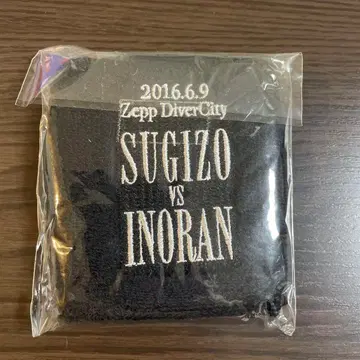 2016.6.9
Zepp DiverCity
SUGIZO
VS
INORAN